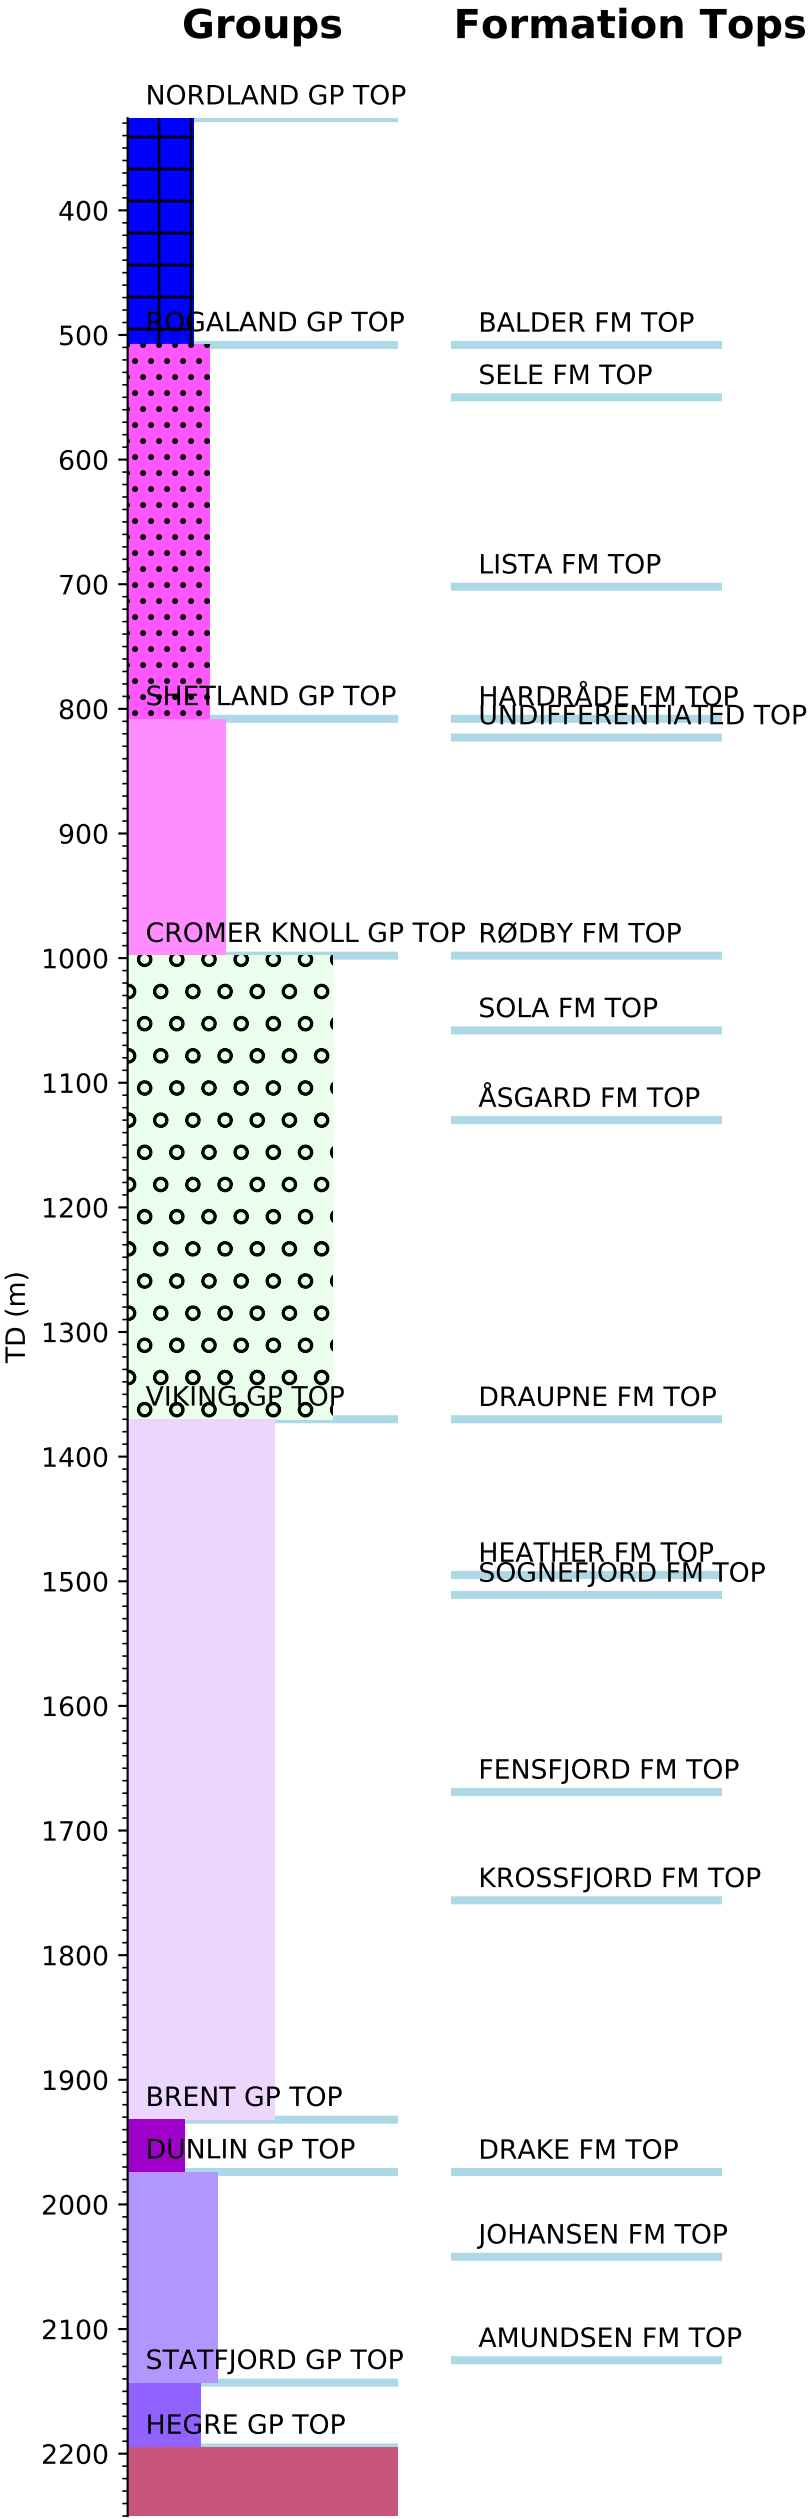 Groups Formation Tops
NORDLAND GP TOP
400
ROGALAND GP TOP BALDER FM TOP
500
SELE FM TOP
600
LISTA FM TOP
700
SHETLAND GP TOP HARDRÅDE FM TOP
800 UNDIFFERENTIATED TOP
900
CROMER KNOLL GP TOP RØDBY FM TOP
1000
SOLA FM TOP
1100 ÅSGARD FM TOP
1200
TD (m)
1300
VIKING GP TOP DRAUPNE FM TOP
1400
HEATHER FM TOP
1500 SOGNEFJORD FM TOP
1600
FENSFJORD FM TOP
1700
KROSSFJORD FM TOP
1800
1900
BRENT GP TOP
DUNLIN GP TOP DRAKE FM TOP
2000
JOHANSEN FM TOP
2100 AMUNDSEN FM TOP
STATFJORD GP TOP
HEGRE GP TOP
2200